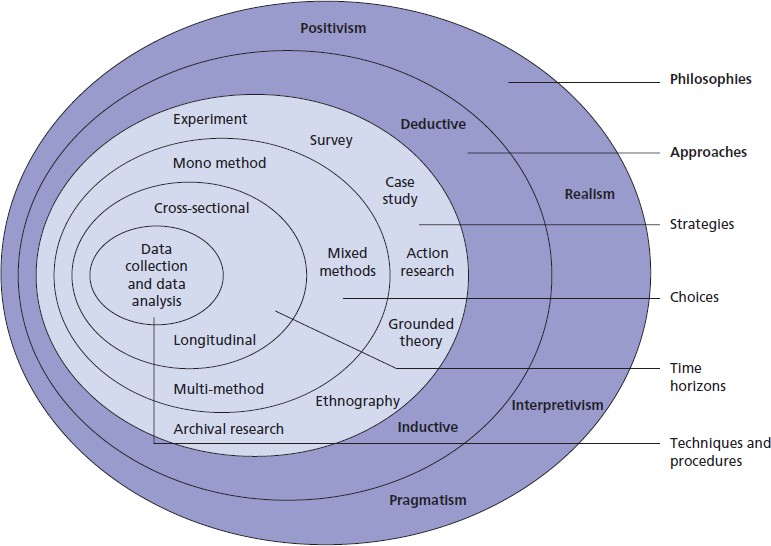 Positivism
Philosophies
Experiment
Deductive
Survey
Approaches
Mono method
Case
study
Realism
Cross-sectional
Strategies
Data
collection
and data
analysis
Mixed
methods
Action
research
Choices
Longitudinal
Grounded
theory
Time
horizons
Multi-method
Ethnography
Interpretivism
Archival research
Inductive
Techniques and
procedures
Pragmatism